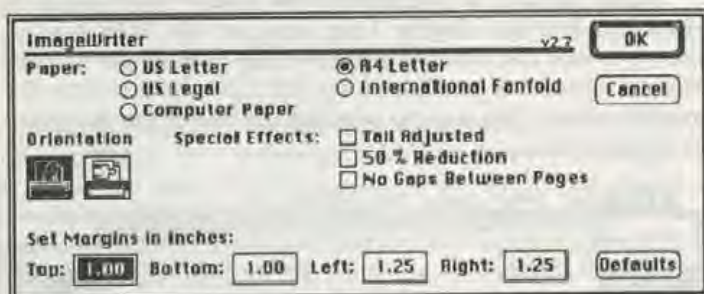 ImageWriter v2.7 OK
Paper: US Letter A4 Letter
US Legal International Fanfold Cancel
Computer Paper
Orientation Special Effects: Tall Adjusted
50 % Reduction
No Gaps Between Pages
Set Margins in inches:
Top: 1.00 Bottom: 1.00 Left: 1.25 Right: 1.25 Defaults